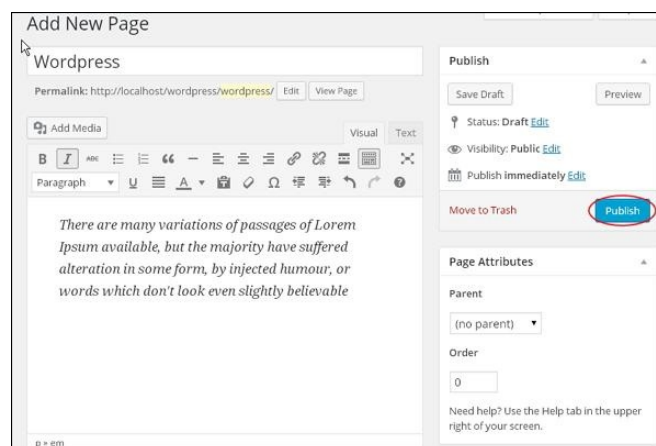 Add New Page
Wordpress
Permalink: http://localhost/wordpress/wordpress/ Edit View Page
Add Media
Visual Text
B I ABC
Paragraph U A Ω
There are many variations of passages of Lorem
Ipsum available, but the majority have suffered
alteration in some form, by injected humour, or
words which don't look even slightly believable
p » em
Publish
Save Draft Preview
Status: Draft Edit
Visibility: Public Edit
Publish immediately Edit
Move to Trash Publish
Page Attributes
Parent
(no parent)
Order
0
Need help? Use the Help tab in the upper
right of your screen.